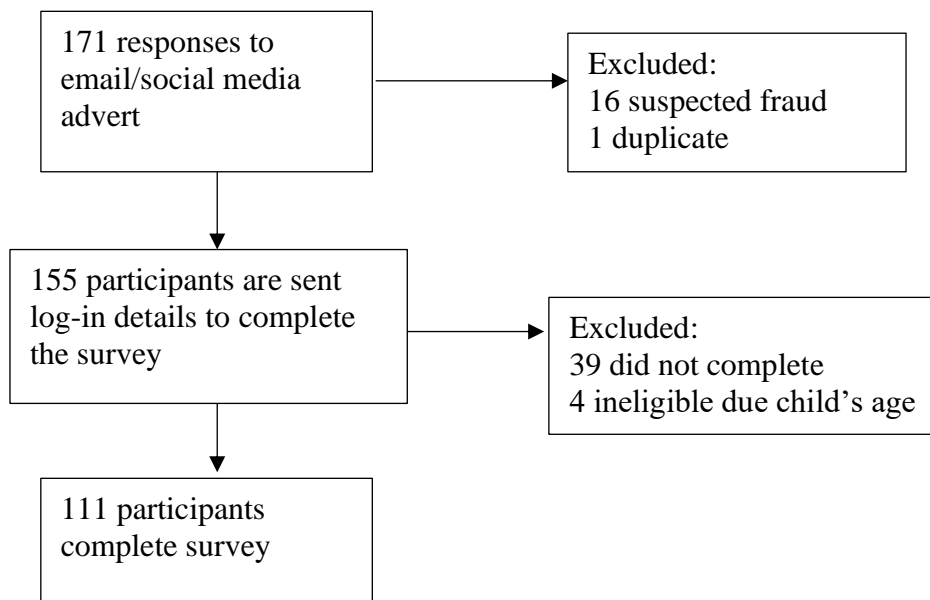 171 responses to
email/social media
advert
Excluded:
16 suspected fraud
1 duplicate
155 participants are sent
log-in details to complete
the survey
Excluded:
39 did not complete
4 ineligible due child’s age
111 participants
complete survey